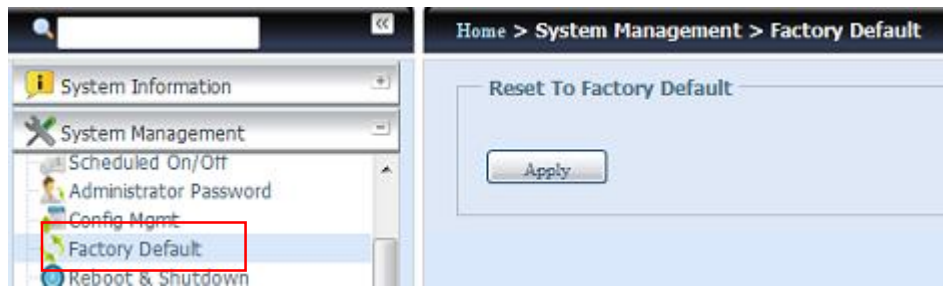 Home > System Management > Factory Default
System Information
System Management
Scheduled On/Off
Administrator Password
Config Mgmt
Factory Default
Reboot & Shutdown
Reset To Factory Default
Apply